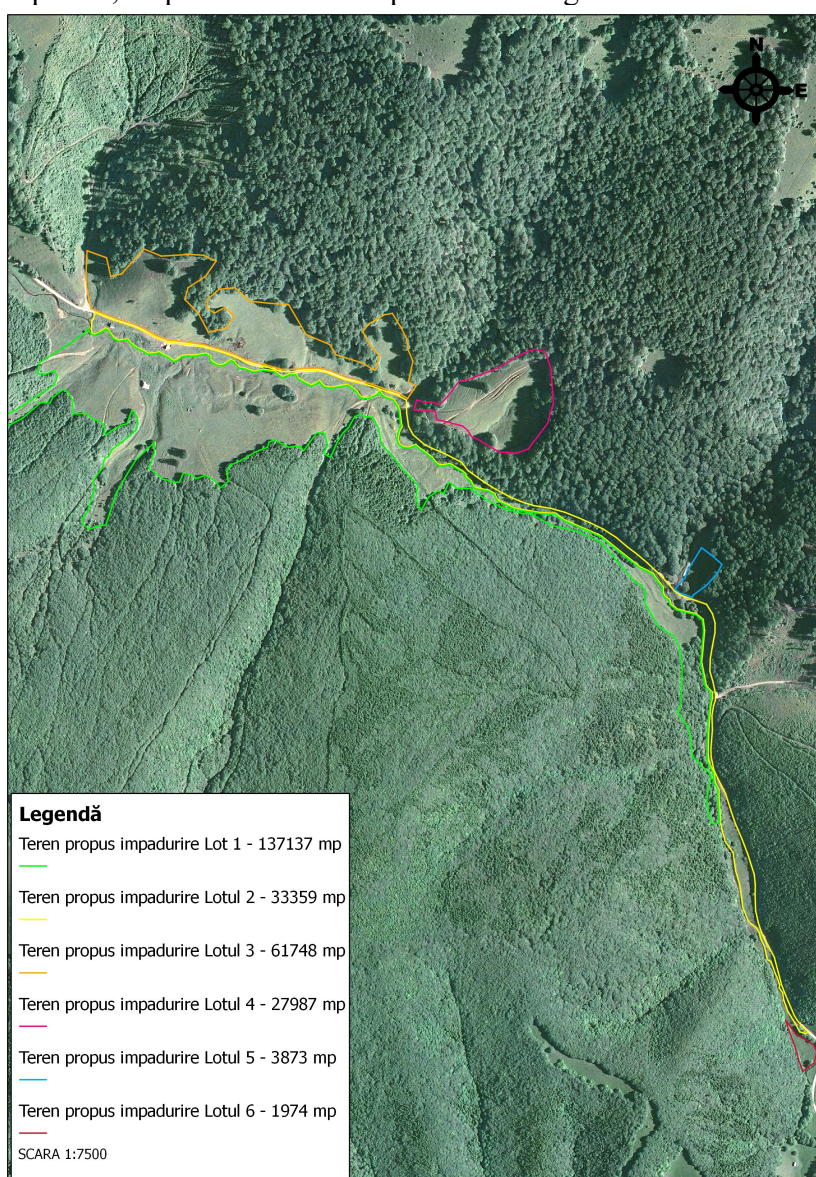 N
E
Legendă
Teren propus impadurire Lot 1 - 137137 mp
Teren propus impadurire Lotul 2 - 33359 mp
Teren propus impadurire Lotul 3 - 61748 mp
Teren propus impadurire Lotul 4 - 27987 mp
Teren propus impadurire Lotul 5 - 3873 mp
Teren propus impadurire Lotul 6 - 1974 mp
SCARA 1:7500